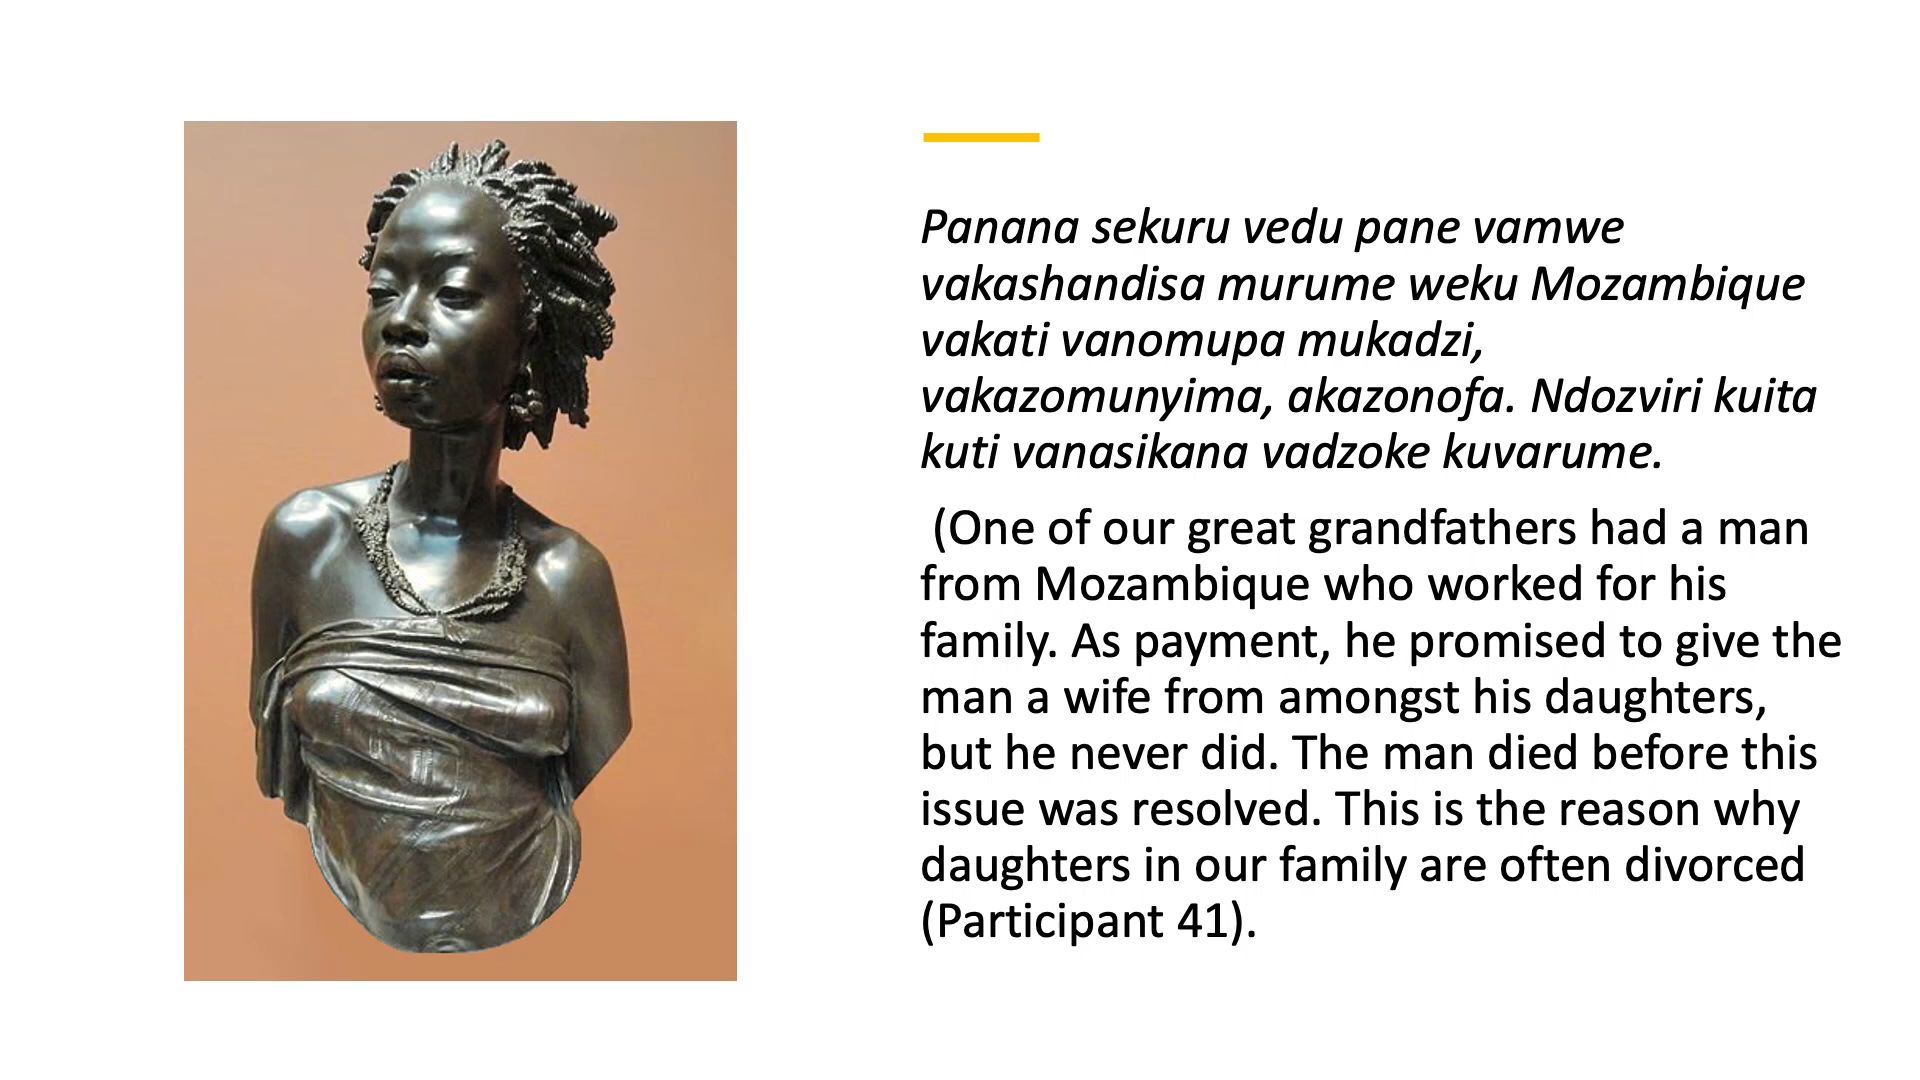 Panana sekuru vedu pane vamwe
vakashandisa murume weku Mozambique
vakati vanomupa mukadzi,
vakazomunyima, akazonofa. Ndozviri kuita
kuti vanasikana vadzoke kuvarume.
(One of our great grandfathers had a man
from Mozambique who worked for his
family. As payment, he promised to give the
man a wife from amongst his daughters,
but he never did. The man died before this
issue was resolved. This is the reason why
daughters in our family are often divorced
(Participant 41).